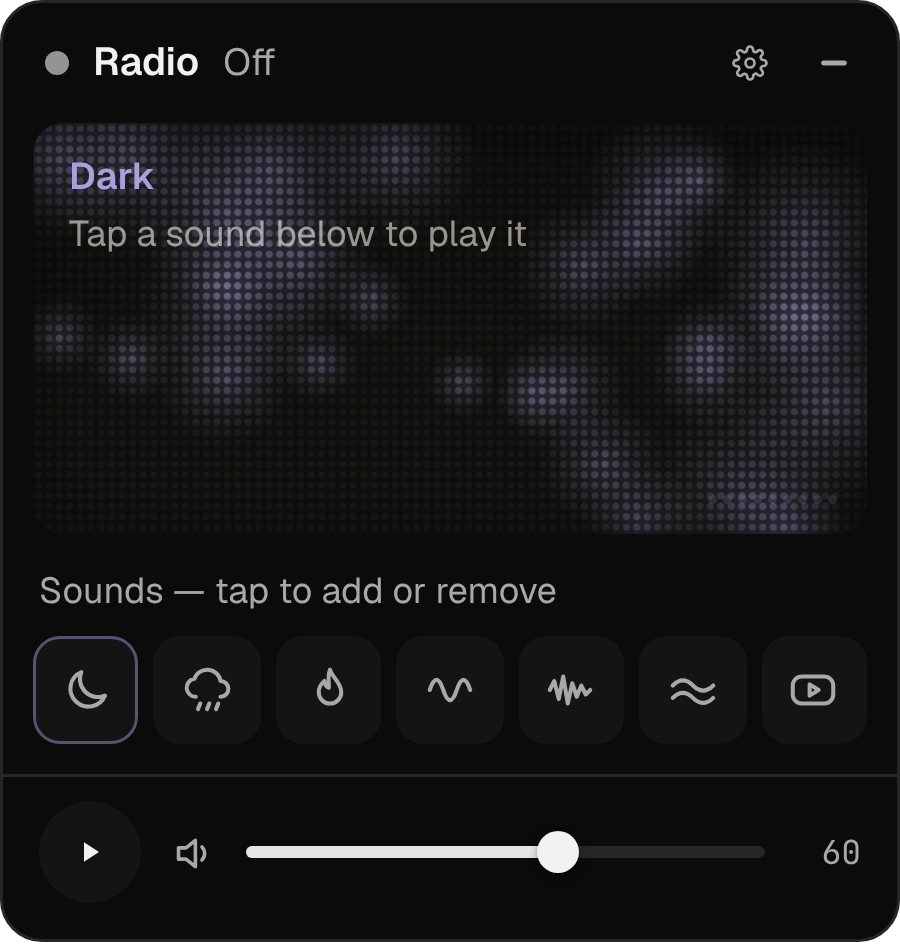 Radio Off
Dark
Tap a sound below to play it
Sounds — tap to add or remove
60